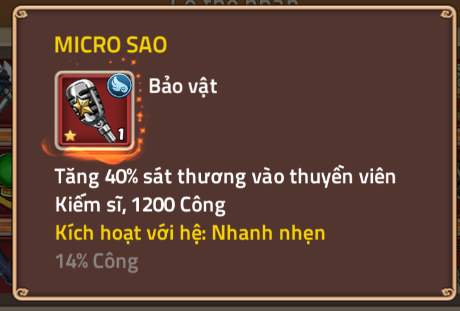 MICRO SAO
Bảo vật
1
Tăng 40% sát thương vào thuyền viên
Kiếm sĩ, 1200 Công
Kích hoạt với hệ: Nhanh nhẹn
14% Công